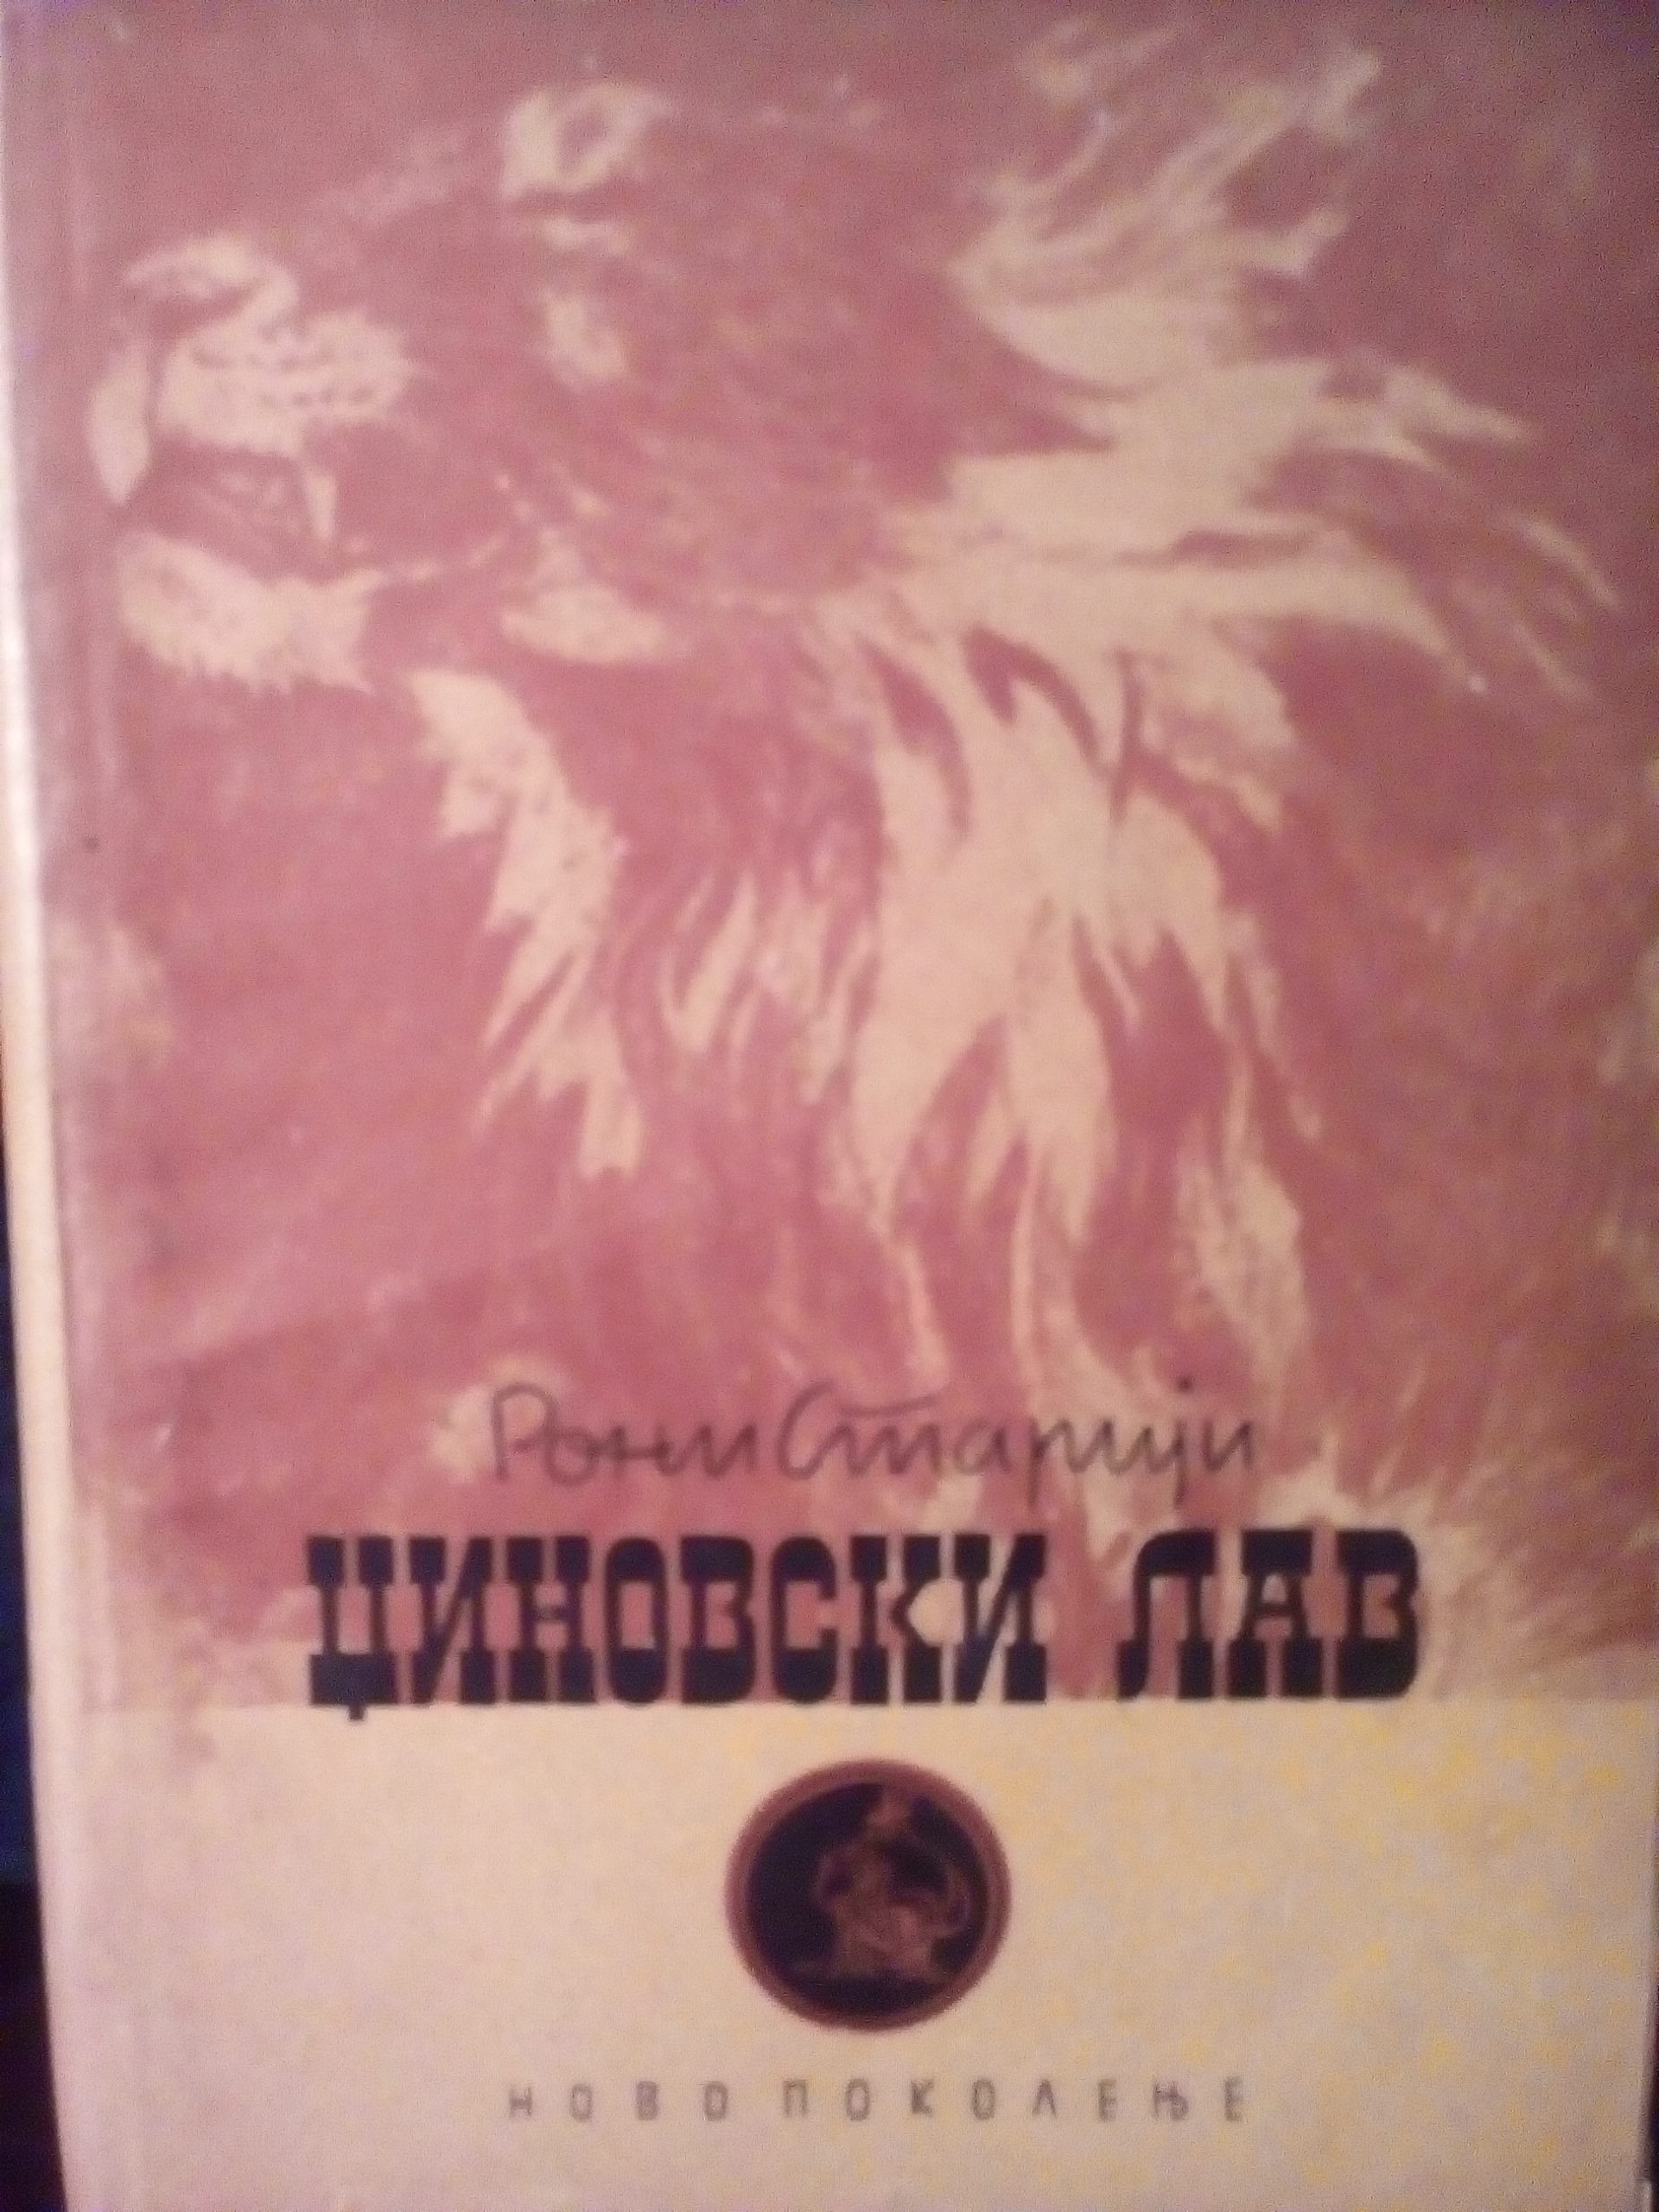 Рони Старији
ЏИНОВСКИ ЛАВ
НОВО ПОКОЛЕЊЕ